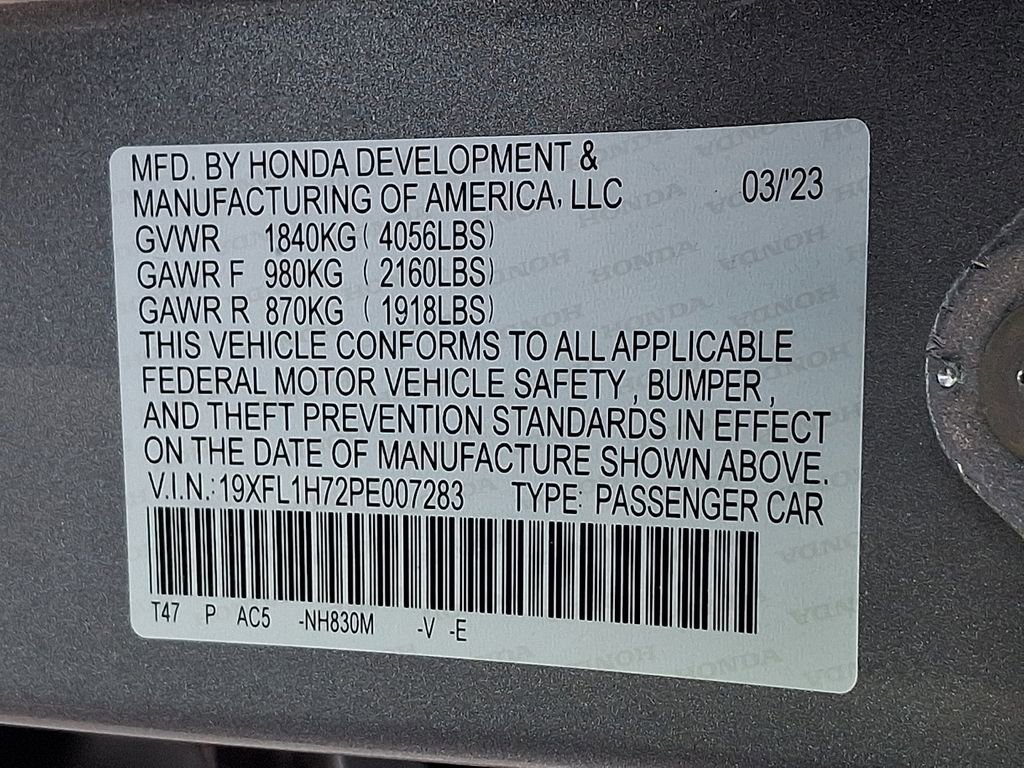 MFD. BY HONDA DEVELOPMENT &
MANUFACTURING OF AMERICA, LLC 03/'23
GVWR 1840KG ( 4056LBS)
GAWR F 980KG ( 2160LBS)
GAWR R 870KG ( 1918LBS)
THIS VEHICLE CONFORMS TO ALL APPLICABLE
FEDERAL MOTOR VEHICLE SAFETY , BUMPER ,
AND THEFT PREVENTION STANDARDS IN EFFECT
ON THE DATE OF MANUFACTURE SHOWN ABOVE.
V.I.N.: 19XFL1H72PE007283 TYPE: PASSENGER CAR
T47 P AC5 -NH830M -V -E